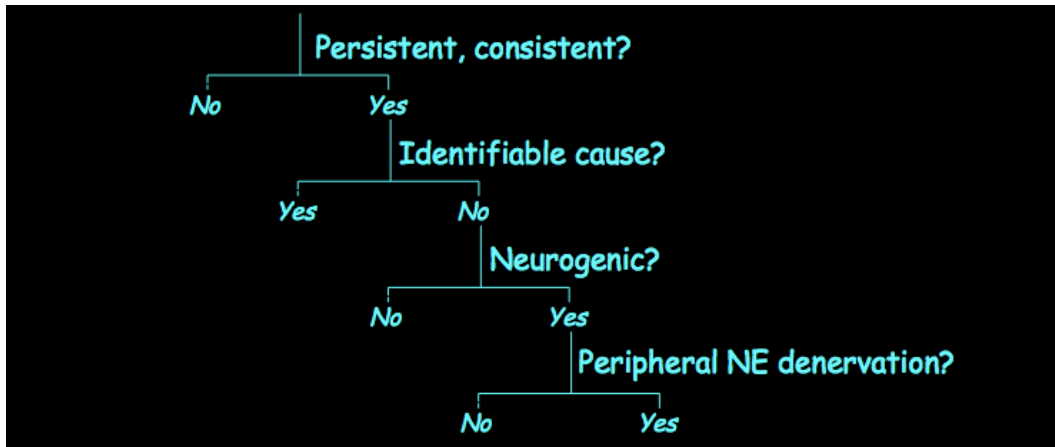 Persistent, consistent?
No Yes
Identifiable cause?
Yes No
Neurogenic?
No Yes
Peripheral NE denervation?
No Yes